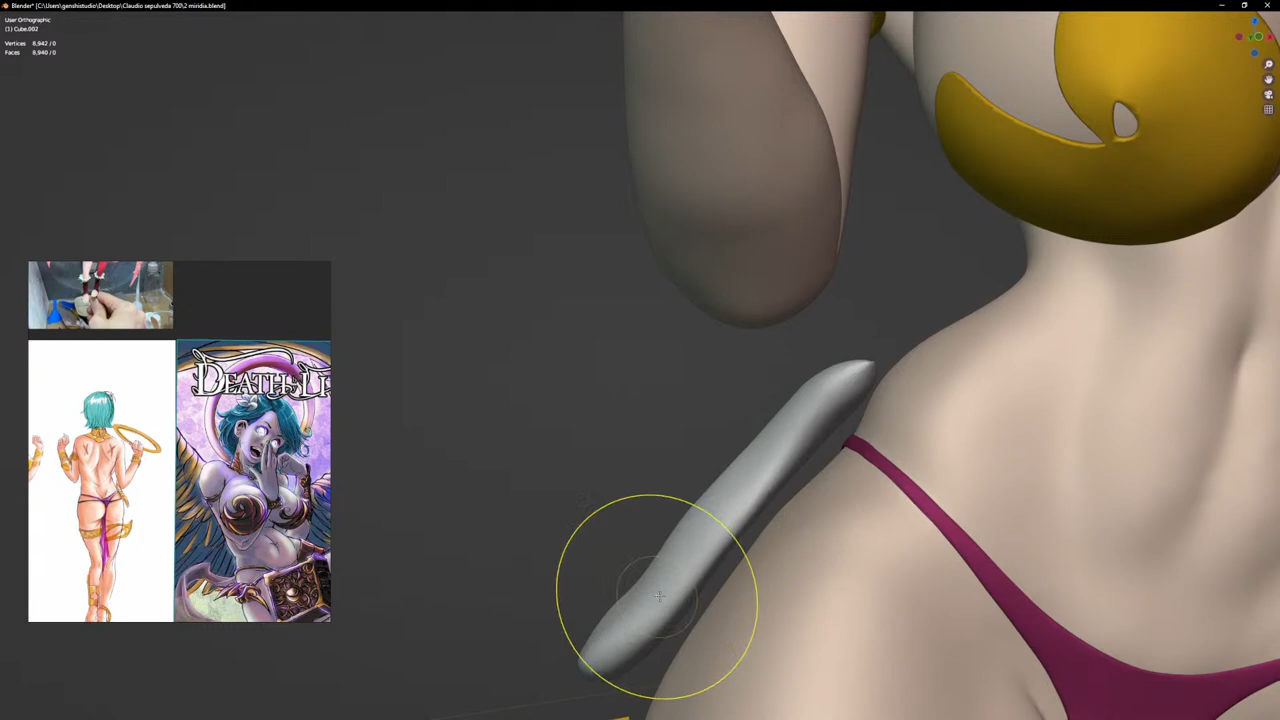 Blender* [C:\Users\genshistudio\Desktop\Claudio sepulveda 700\2 miridia.blend]
User Orthographic
(1) Cube.002
Vertices 8,942 / 0
Faces 8,940 / 0
DEATH